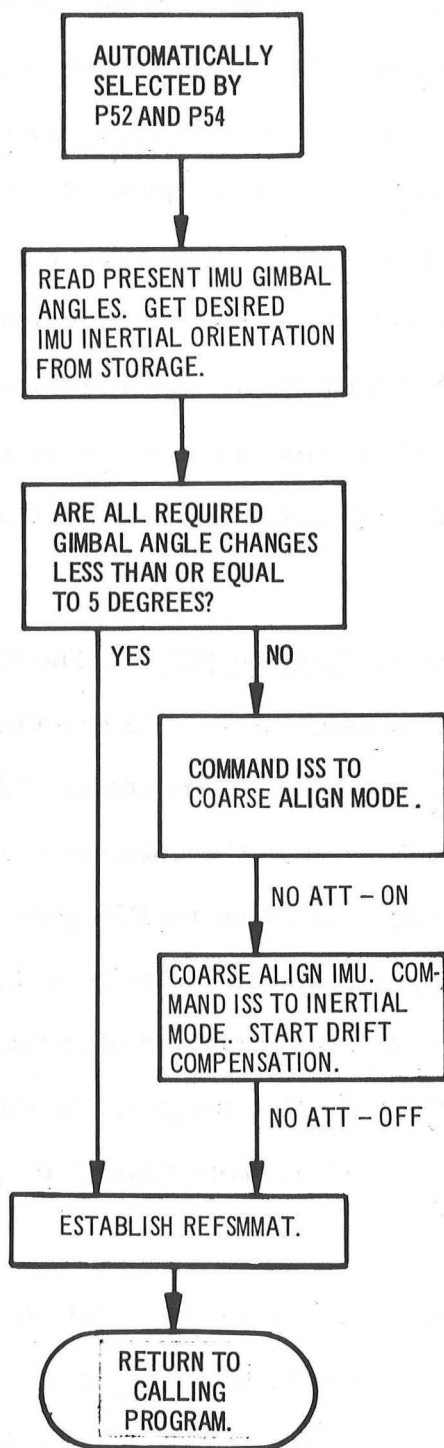 AUTOMATICALLY
SELECTED BY
P52 AND P54
READ PRESENT IMU GIMBAL
ANGLES. GET DESIRED
IMU INERTIAL ORIENTATION
FROM STORAGE.
ARE ALL REQUIRED
GIMBAL ANGLE CHANGES
LESS THAN OR EQUAL
TO 5 DEGREES?
YES
NO
COMMAND ISS TO
COARSE ALIGN MODE.
NO ATT - ON
COARSE ALIGN IMU. COM-
MAND ISS TO INERTIAL
MODE. START DRIFT
COMPENSATION.
NO ATT - OFF
ESTABLISH REFSMMAT.
RETURN TO
CALLING
PROGRAM.